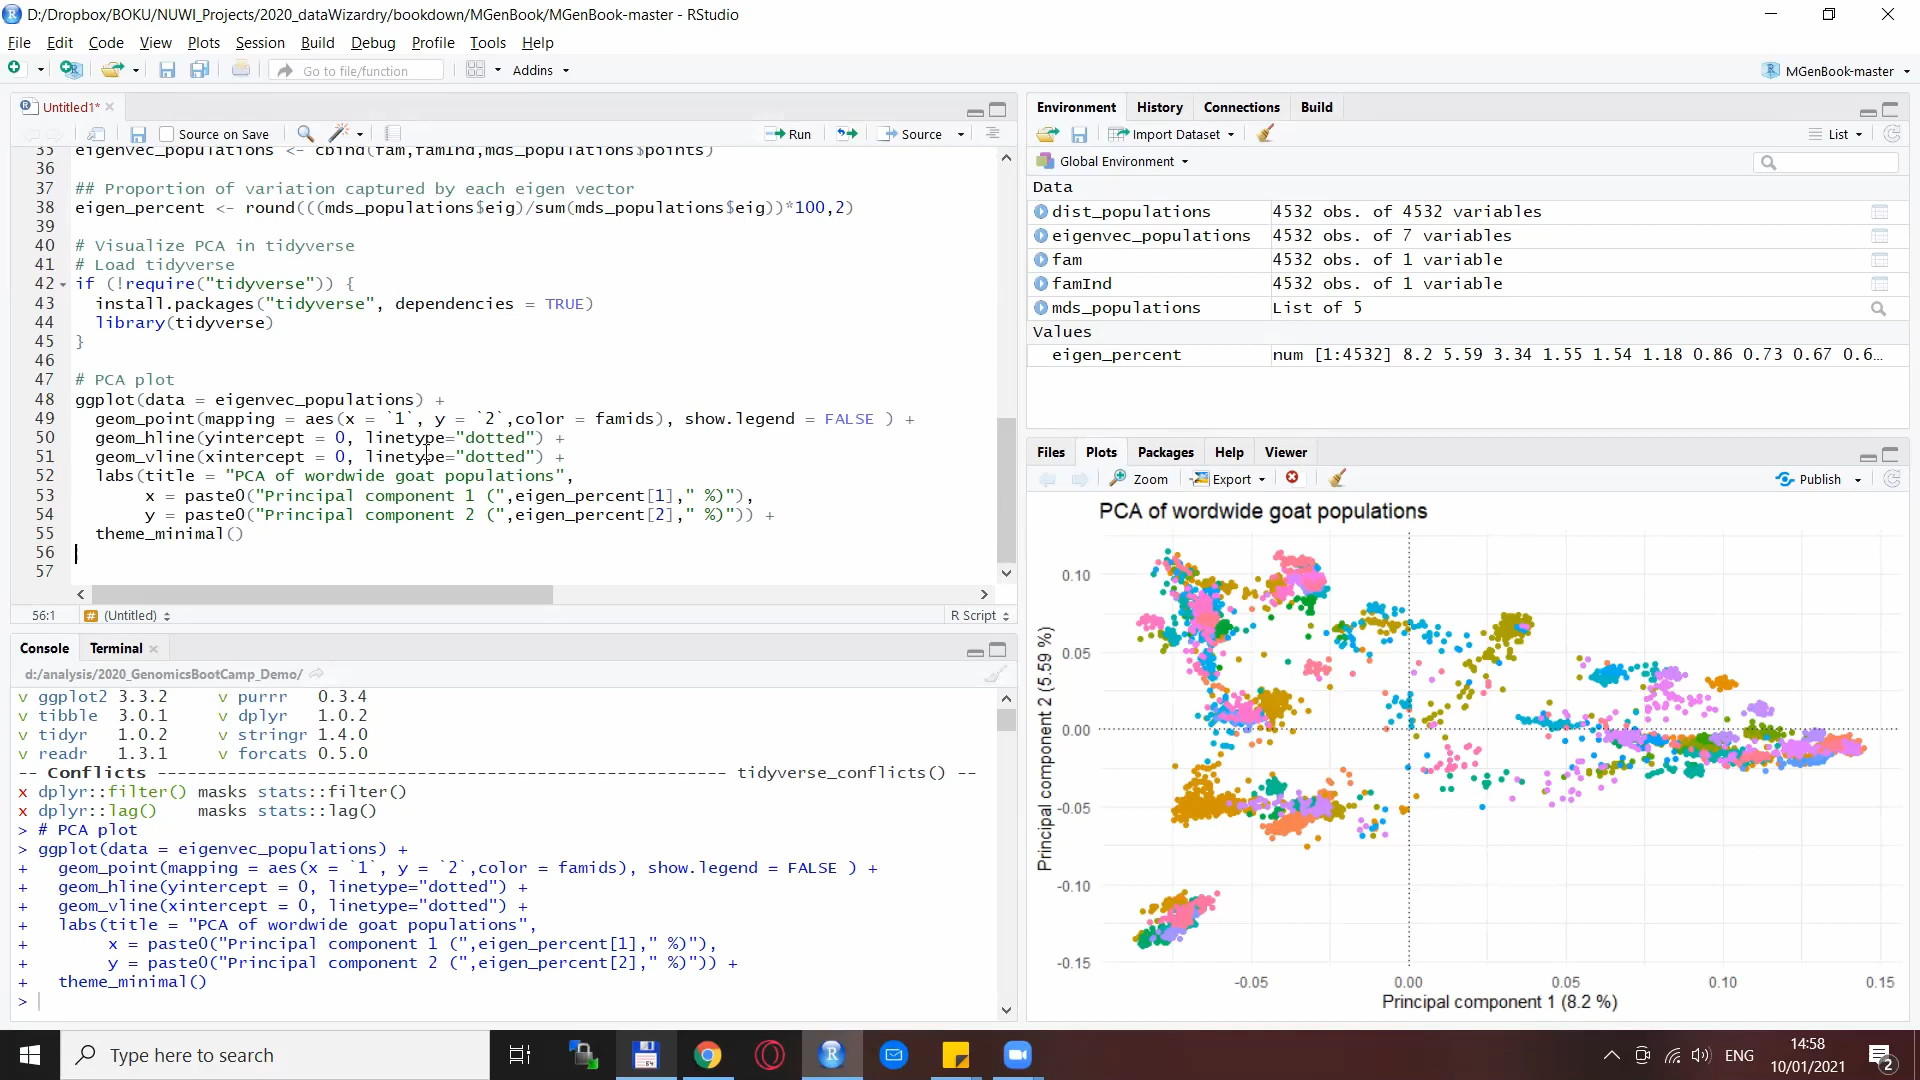 D:/Dropbox/BOKU/NUWI_Projects/2020_dataWizardry/bookdown/MGenBook/MGenBook-master - RStudio
File Edit Code View Plots Session Build Debug Profile Tools Help
Go to file/function Addins MGenBook-master
Untitled1*
Source on Save Run Source
35 eigenvec_populations <- cbind(fam,famInd,mds_populations$points)
36
37 ## Proportion of variation captured by each eigen vector
38 eigen_percent <- round(((mds_populations$eig)/sum(mds_populations$eig))*100,2)
39
40 # Visualize PCA in tidyverse
41 # Load tidyverse
42 if (!require("tidyverse")) {
43 install.packages("tidyverse", dependencies = TRUE)
44 library(tidyverse)
45 }
46
47 # PCA plot
48 ggplot(data = eigenvec_populations) +
49 geom_point(mapping = aes(x = `1`, y = `2`,color = famids), show.legend = FALSE ) +
50 geom_hline(yintercept = 0, linetype="dotted") +
51 geom_vline(xintercept = 0, linetype="dotted") +
52 labs(title = "PCA of wordwide goat populations",
53 x = paste0("Principal component 1 (",eigen_percent[1]," %)"),
54 y = paste0("Principal component 2 (",eigen_percent[2]," %)")) +
55 theme_minimal()
56
57
56:1 (Untitled) R Script
Console Terminal
d:/analysis/2020_GenomicsBootCamp_Demo/
v ggplot2 3.3.2 v purrr 0.3.4
v tibble 3.0.1 v dplyr 1.0.2
v tidyr 1.0.2 v stringr 1.4.0
v readr 1.3.1 v forcats 0.5.0
-- Conflicts ---------------------------------------------------------- tidyverse_conflicts() --
x dplyr::filter() masks stats::filter()
x dplyr::lag() masks stats::lag()
> # PCA plot
> ggplot(data = eigenvec_populations) +
+ geom_point(mapping = aes(x = `1`, y = `2`,color = famids), show.legend = FALSE ) +
+ geom_hline(yintercept = 0, linetype="dotted") +
+ geom_vline(xintercept = 0, linetype="dotted") +
+ labs(title = "PCA of wordwide goat populations",
+ x = paste0("Principal component 1 (",eigen_percent[1]," %)"),
+ y = paste0("Principal component 2 (",eigen_percent[2]," %)")) +
+ theme_minimal()
>
Environment History Connections Build
Import Dataset List
Global Environment
Data
dist_populations 4532 obs. of 4532 variables
eigenvec_populations 4532 obs. of 7 variables
fam 4532 obs. of 1 variable
famInd 4532 obs. of 1 variable
mds_populations List of 5
Values
eigen_percent num [1:4532] 8.2 5.59 3.34 1.55 1.54 1.18 0.86 0.73 0.67 0.6…
Files Plots Packages Help Viewer
Zoom Export Publish
PCA of wordwide goat populations
Principal component 2 (5.59 %)
0.10
0.05
0.00
-0.05
-0.10
-0.15
-0.05 0.00 0.05 0.10 0.15
Principal component 1 (8.2 %)
Type here to search
64
ENG
14:58
10/01/2021
2